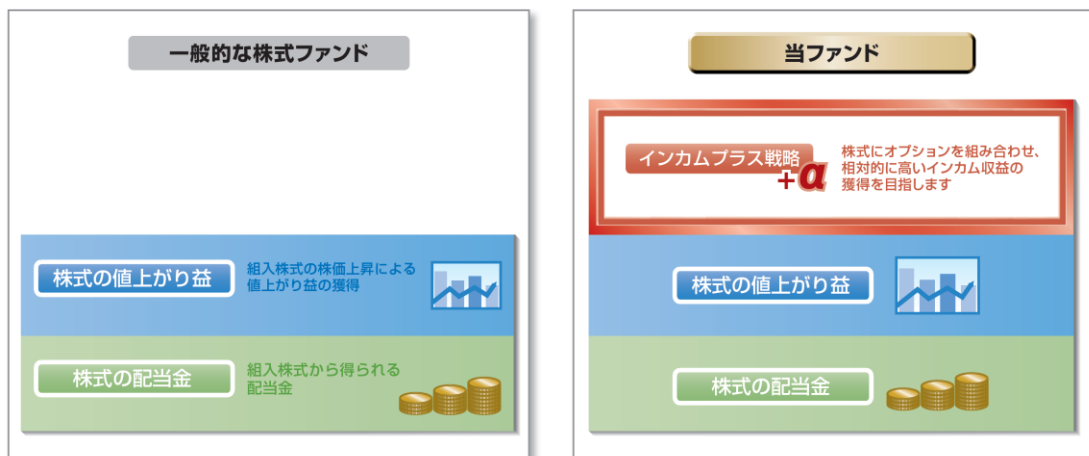 一般的な株式ファンド
株式の値上がり益
組入株式の株価上昇による
値上がり益の獲得
株式の配当金
組入株式から得られる
配当金
当ファンド
インカムプラス戦略
+α
株式にオプションを組み合わせ、
相対的に高いインカム収益の
獲得を目指します
株式の値上がり益
株式の配当金